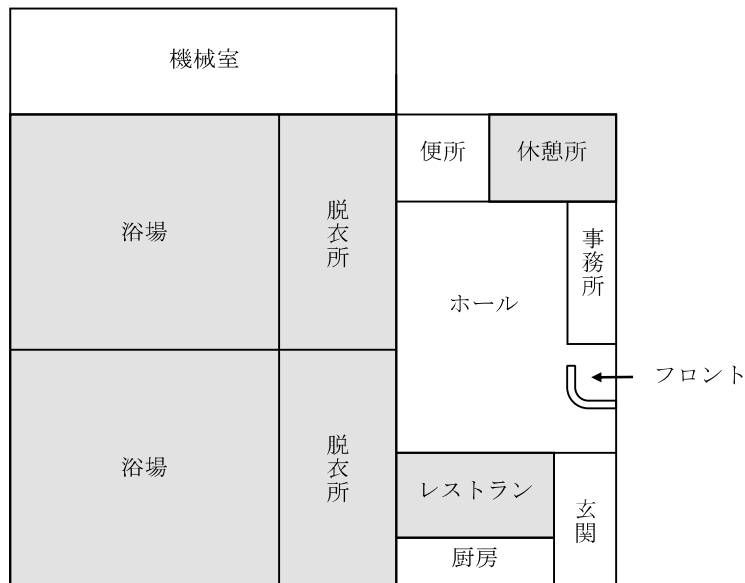 機械室
便所
休憩所
浴場
脱衣所
事務所
ホール
フロント
浴場
脱衣所
レストラン
玄関
厨房